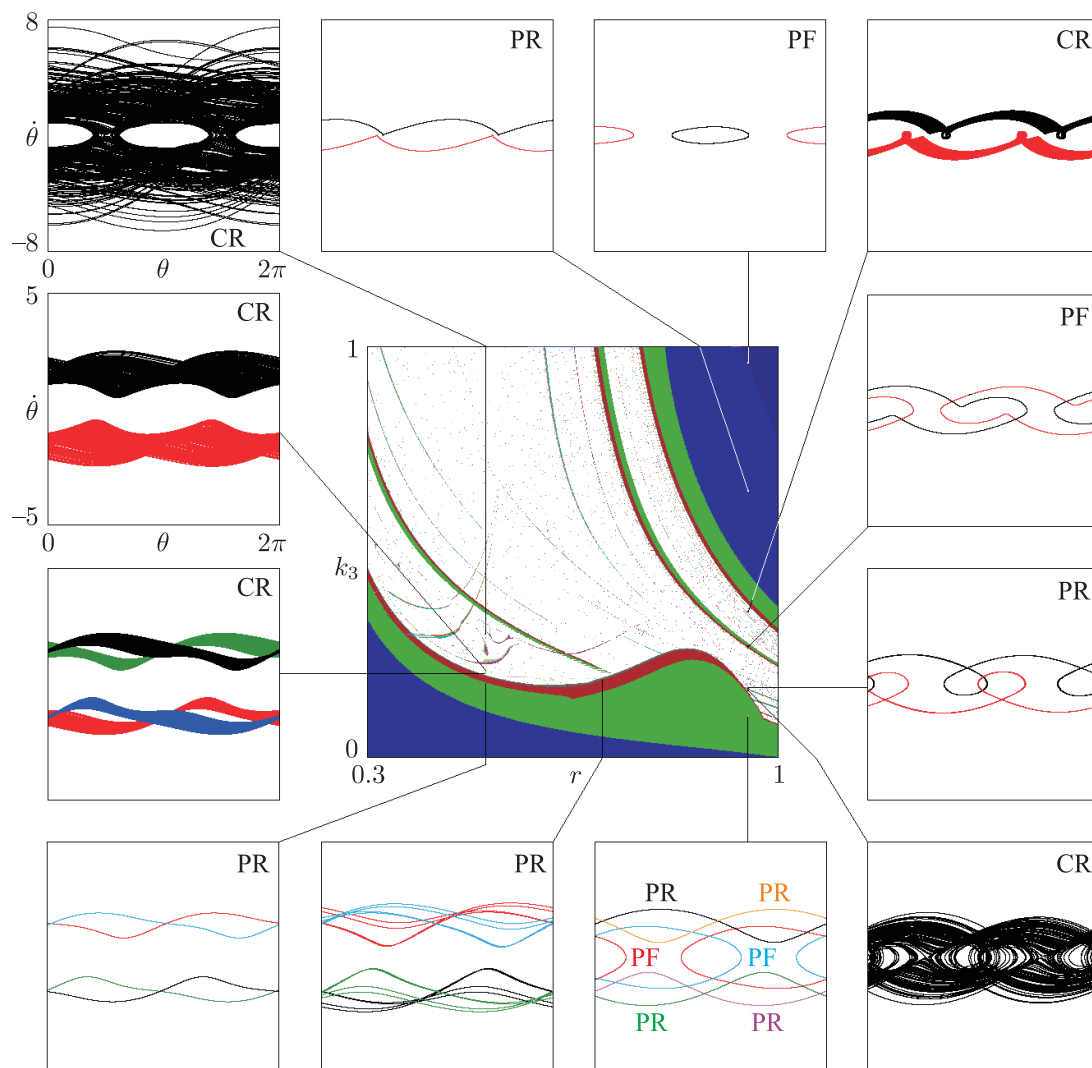 8 PR PF CR
θ̇
−8 CR
0 θ 2π
5 CR PF
θ̇
−5
0 θ 2π
1
k₃
0
0.3 r 1
CR PR
PR PR PR PR CR
PF PF
PR PR